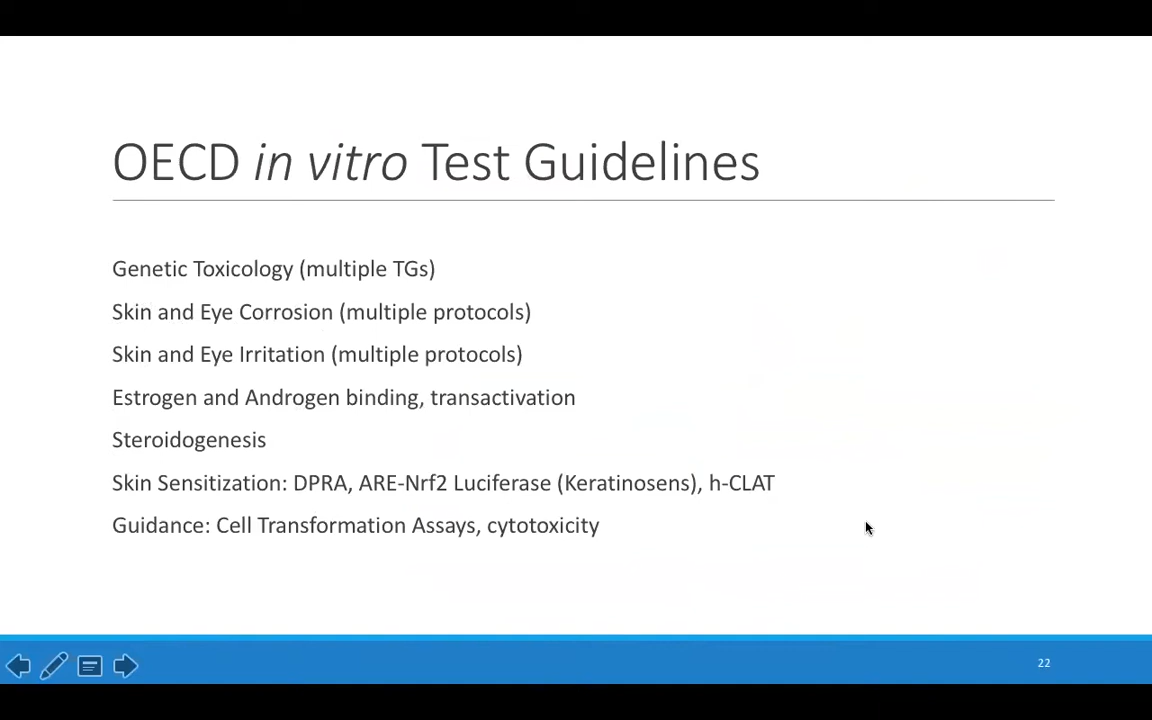 OECD in vitro Test Guidelines
Genetic Toxicology (multiple TGs)
Skin and Eye Corrosion (multiple protocols)
Skin and Eye Irritation (multiple protocols)
Estrogen and Androgen binding, transactivation
Steroidogenesis
Skin Sensitization: DPRA, ARE-Nrf2 Luciferase (Keratinosens), h-CLAT
Guidance: Cell Transformation Assays, cytotoxicity
22